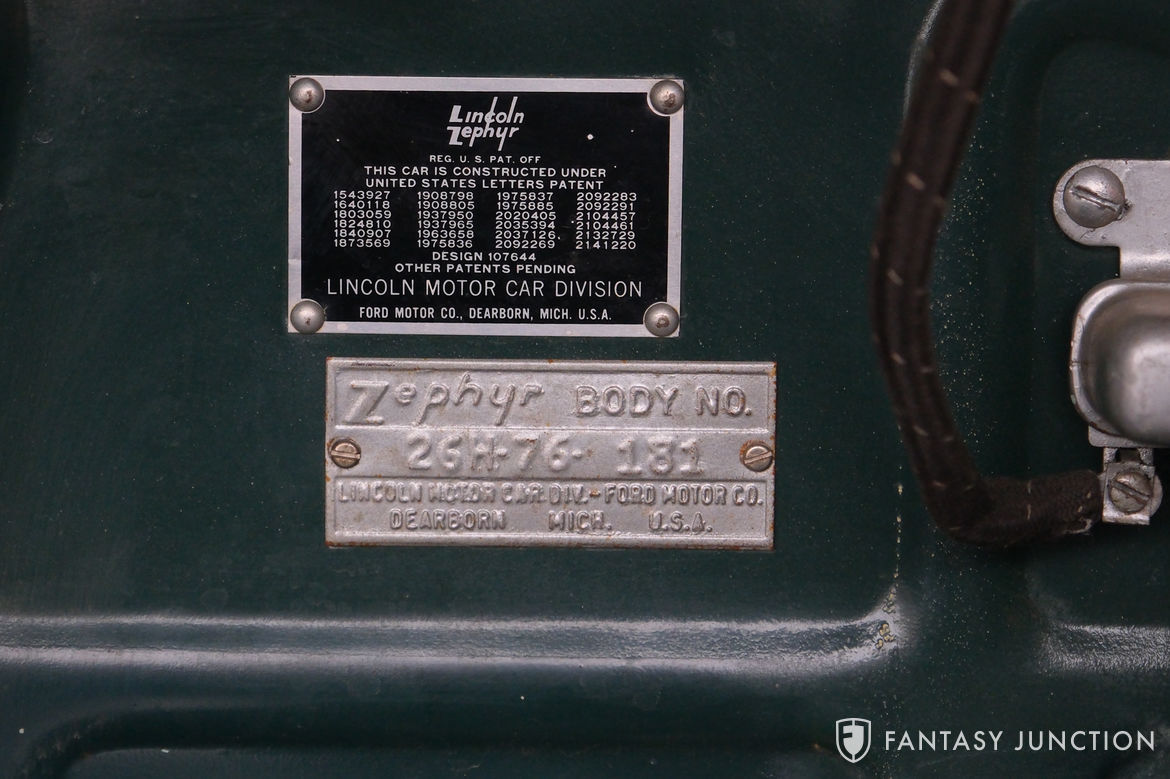 Lincoln
Zephyr
REG. U. S. PAT. OFF
THIS CAR IS CONSTRUCTED UNDER
UNITED STATES LETTERS PATENT
1543927 1908798 1975837 2092283
1640118 1908805 1975885 2092291
1803059 1937950 2020405 2104457
1824810 1937965 2035394 2104461
1840907 1963658 2037126 2132729
1873569 1975836 2092269 2141220
DESIGN 107644
OTHER PATENTS PENDING
LINCOLN MOTOR CAR DIVISION
FORD MOTOR CO., DEARBORN, MICH. U.S.A.
Zephyr BODY NO.
26H-76- 181
LINCOLN MOTOR CAR DIV.-FORD MOTOR CO.
DEARBORN MICH. U.S.A.
FANTASY JUNCTION